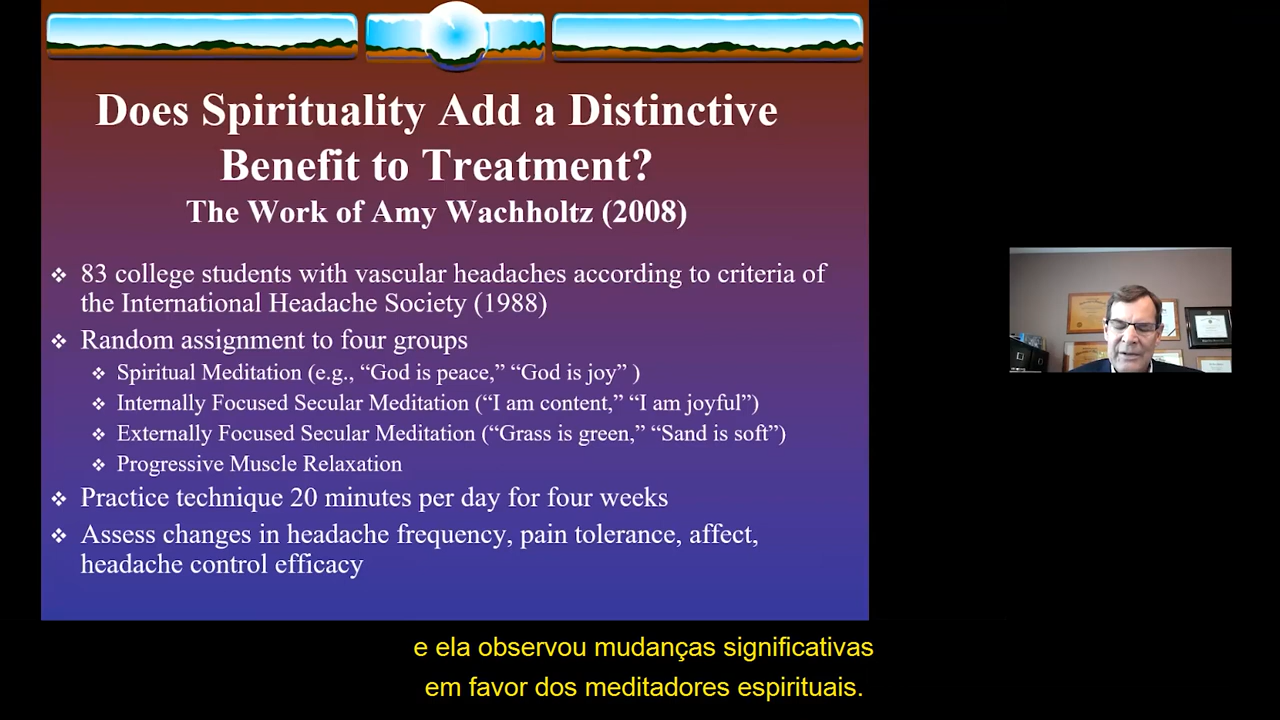 Does Spirituality Add a Distinctive
Benefit to Treatment?
The Work of Amy Wachholtz (2008)
❖ 83 college students with vascular headaches according to criteria of
the International Headache Society (1988)
❖ Random assignment to four groups
❖ Spiritual Meditation (e.g., “God is peace,” “God is joy” )
❖ Internally Focused Secular Meditation (“I am content,” “I am joyful”)
❖ Externally Focused Secular Meditation (“Grass is green,” “Sand is soft”)
❖ Progressive Muscle Relaxation
❖ Practice technique 20 minutes per day for four weeks
❖ Assess changes in headache frequency, pain tolerance, affect,
headache control efficacy
e ela observou mudanças significativas
em favor dos meditadores espirituais.